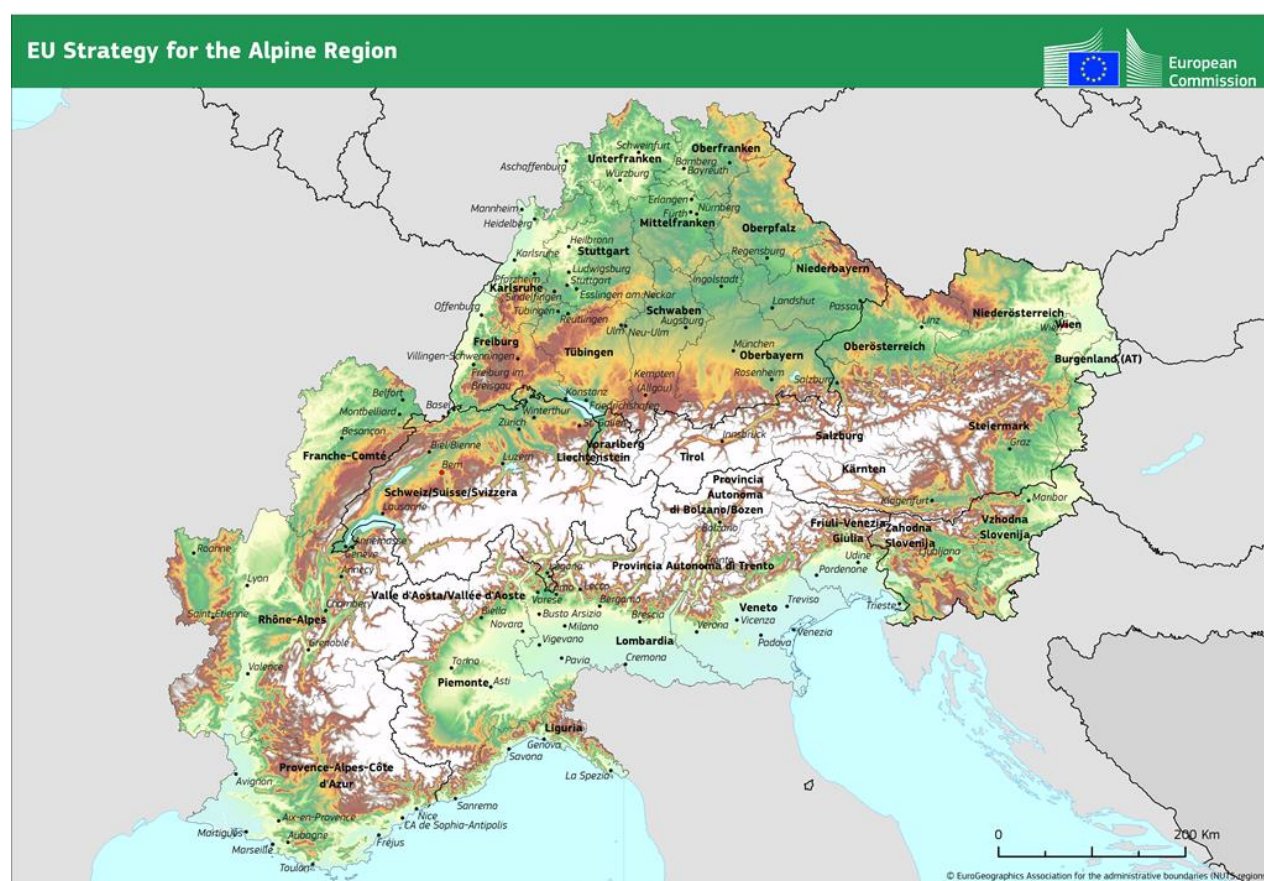 EU Strategy for the Alpine Region
European
Commission
Schweinfurt
Oberfranken
Unterfranken
Aschaffenburg
Bamberg
Bayreuth
Würzburg
Erlangen
Mannheim
Fürth
Nürnberg
Heidelberg
Mittelfranken
Oberpfalz
Heilbronn
Stuttgart
Karlsruhe
Regensburg
Ludwigsburg
Niederbayern
Pforzheim
Stuttgart
Ingolstadt
Karlsruhe
Sindelfingen
Esslingen am Neckar
Offenburg
Schwaben
Landshut
Passau
Tübingen
Reutlingen
Augsburg
Niederösterreich
Linz
Wien
Ulm
Neu-Ulm
Freiburg
Oberösterreich
Tübingen
München
Oberbayern
Burgenland (AT)
Villingen-Schwenningen
Freiburg im
Breisgau
Kempten
(Allgäu)
Rosenheim
Salzburg
Belfort
Konstanz
Basel
Friedrichshafen
Montbelliard
Winterthur
Zürich
St. Gallen
Steiermark
Besançon
Salzburg
Biel/Bienne
Vorarlberg
Innsbruck
Graz
Franche-Comté
Liechtenstein
Tirol
Luzern
Bern
Kärnten
Provincia
Autonoma
di Bolzano/Bozen
Schweiz/Suisse/Svizzera
Klagenfurt
Maribor
Lausanne
Vzhodna
Slovenija
Friuli-Venezia
Giulia
Zahodna
Slovenija
Bolzano
Annemasse
Genève
Roanne
Udine
Ljubljana
Trento
Provincia Autonoma di Trento
Lugano
Pordenone
Annecy
Lyon
Lecco
Como
Valle d'Aosta/Vallée d'Aoste
Varese
Bergamo
Treviso
Trieste
Chambéry
Biella
Busto Arsizio
Brescia
Veneto
Saint-Etienne
Rhône-Alpes
Vicenza
Novara
Milano
Verona
Venezia
Padova
Vigevano
Lombardia
Grenoble
Pavia
Cremona
Torino
Valence
Piemonte
Asti
Liguria
Genova
Savona
Provence-Alpes-Côte
d'Azur
La Spezia
Avignon
Sanremo
Nice
Aix-en-Provence
CA de Sophia-Antipolis
Martigues
Aubagne
Fréjus
Marseille
Toulon
0
200 Km
© EuroGeographics Association for the administrative boundaries (NUTS regions